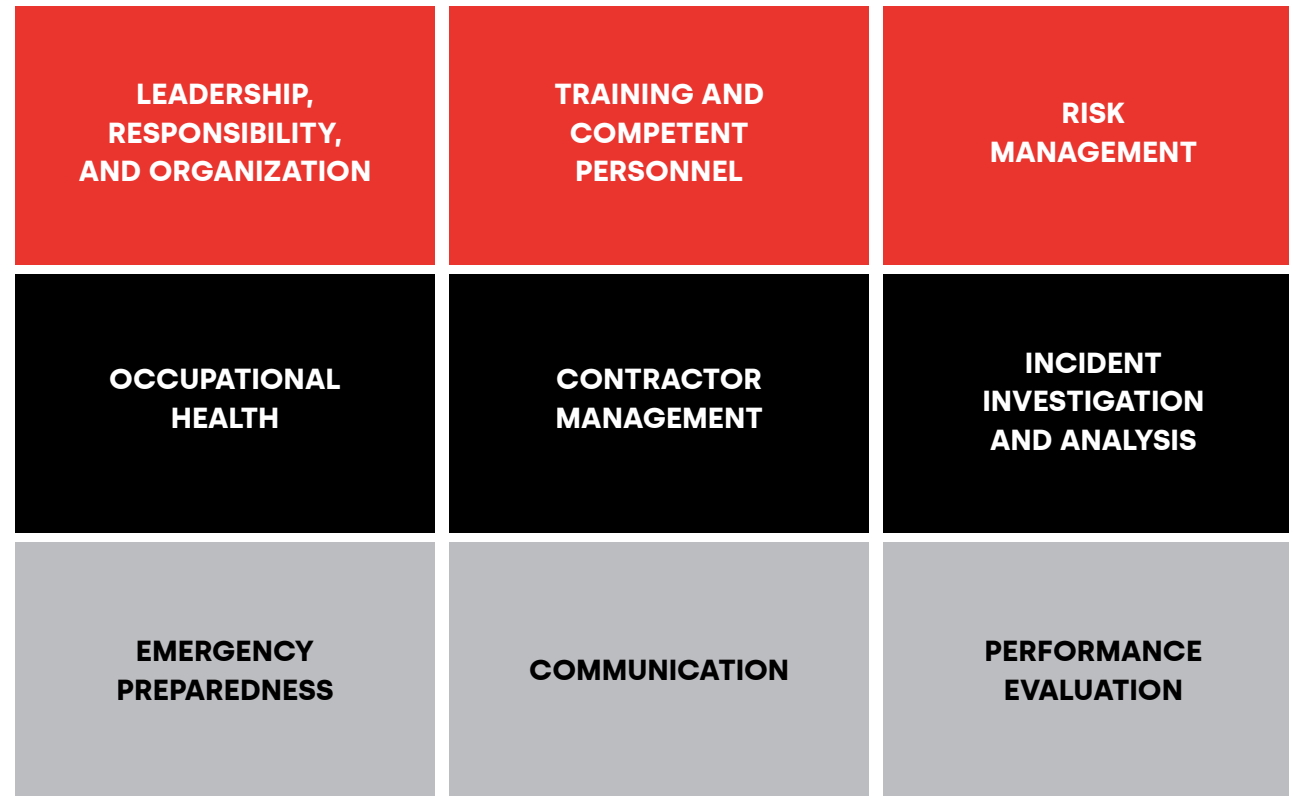 LEADERSHIP,
RESPONSIBILITY,
AND ORGANIZATION
TRAINING AND
COMPETENT
PERSONNEL
RISK
MANAGEMENT
OCCUPATIONAL
HEALTH
CONTRACTOR
MANAGEMENT
INCIDENT
INVESTIGATION
AND ANALYSIS
EMERGENCY
PREPAREDNESS
COMMUNICATION
PERFORMANCE
EVALUATION